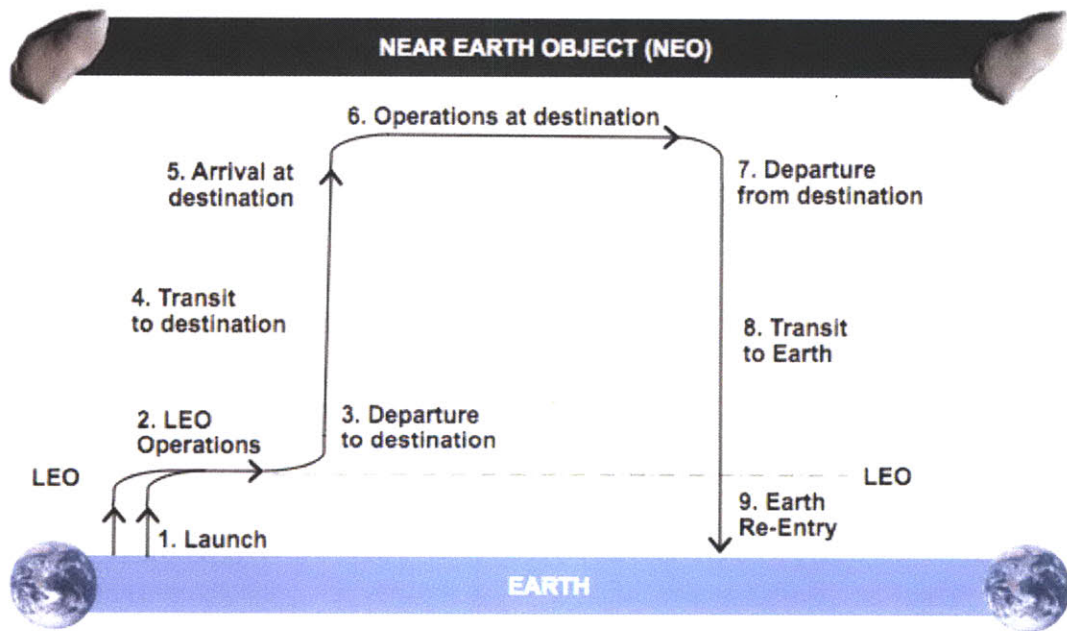 NEAR EARTH OBJECT (NEO)
6. Operations at destination
5. Arrival at
destination
7. Departure
from destination
4. Transit
to destination
8. Transit
to Earth
2. LEO
Operations
3. Departure
to destination
LEO
LEO
1. Launch
9. Earth
Re-Entry
EARTH